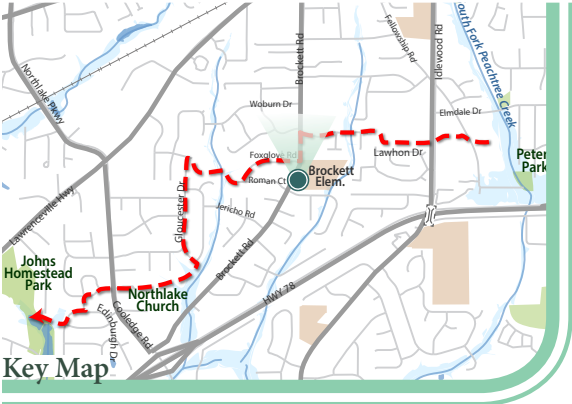 Northlake Pkwy
Brockett Rd
Fellowship Rd
Idlewood Rd
South Fork Peachtree Creek
Woburn Dr
Elmdale Dr
Foxglove Rd
Lawhon Dr
Peter
Park
Roman Ct
Brockett
Elem.
Gloucester Dr
Jericho Rd
Lawrenceville Hwy
Brockett Rd
HWY 78
Johns
Homestead
Park
Northlake
Church
Edinburgh Dr
Cooledge Rd
Key Map